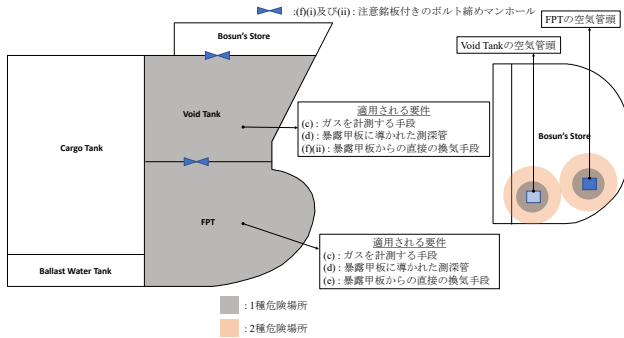 :(f)(i)及び(ii) : 注意銘板付きのボルト締めマンホール
Bosun's Store
FPTの空気管頭
Void Tankの空気管頭
Void Tank
適用される要件
(c) : ガスを計測する手段
(d) : 暴露甲板に導かれた測深管
(f)(ii) : 暴露甲板からの直接の換気手段
Cargo Tank
Bosun's Store
FPT
適用される要件
(c) : ガスを計測する手段
(d) : 暴露甲板に導かれた測深管
(e) : 暴露甲板からの直接の換気手段
Ballast Water Tank
: 1種危険場所
: 2種危険場所